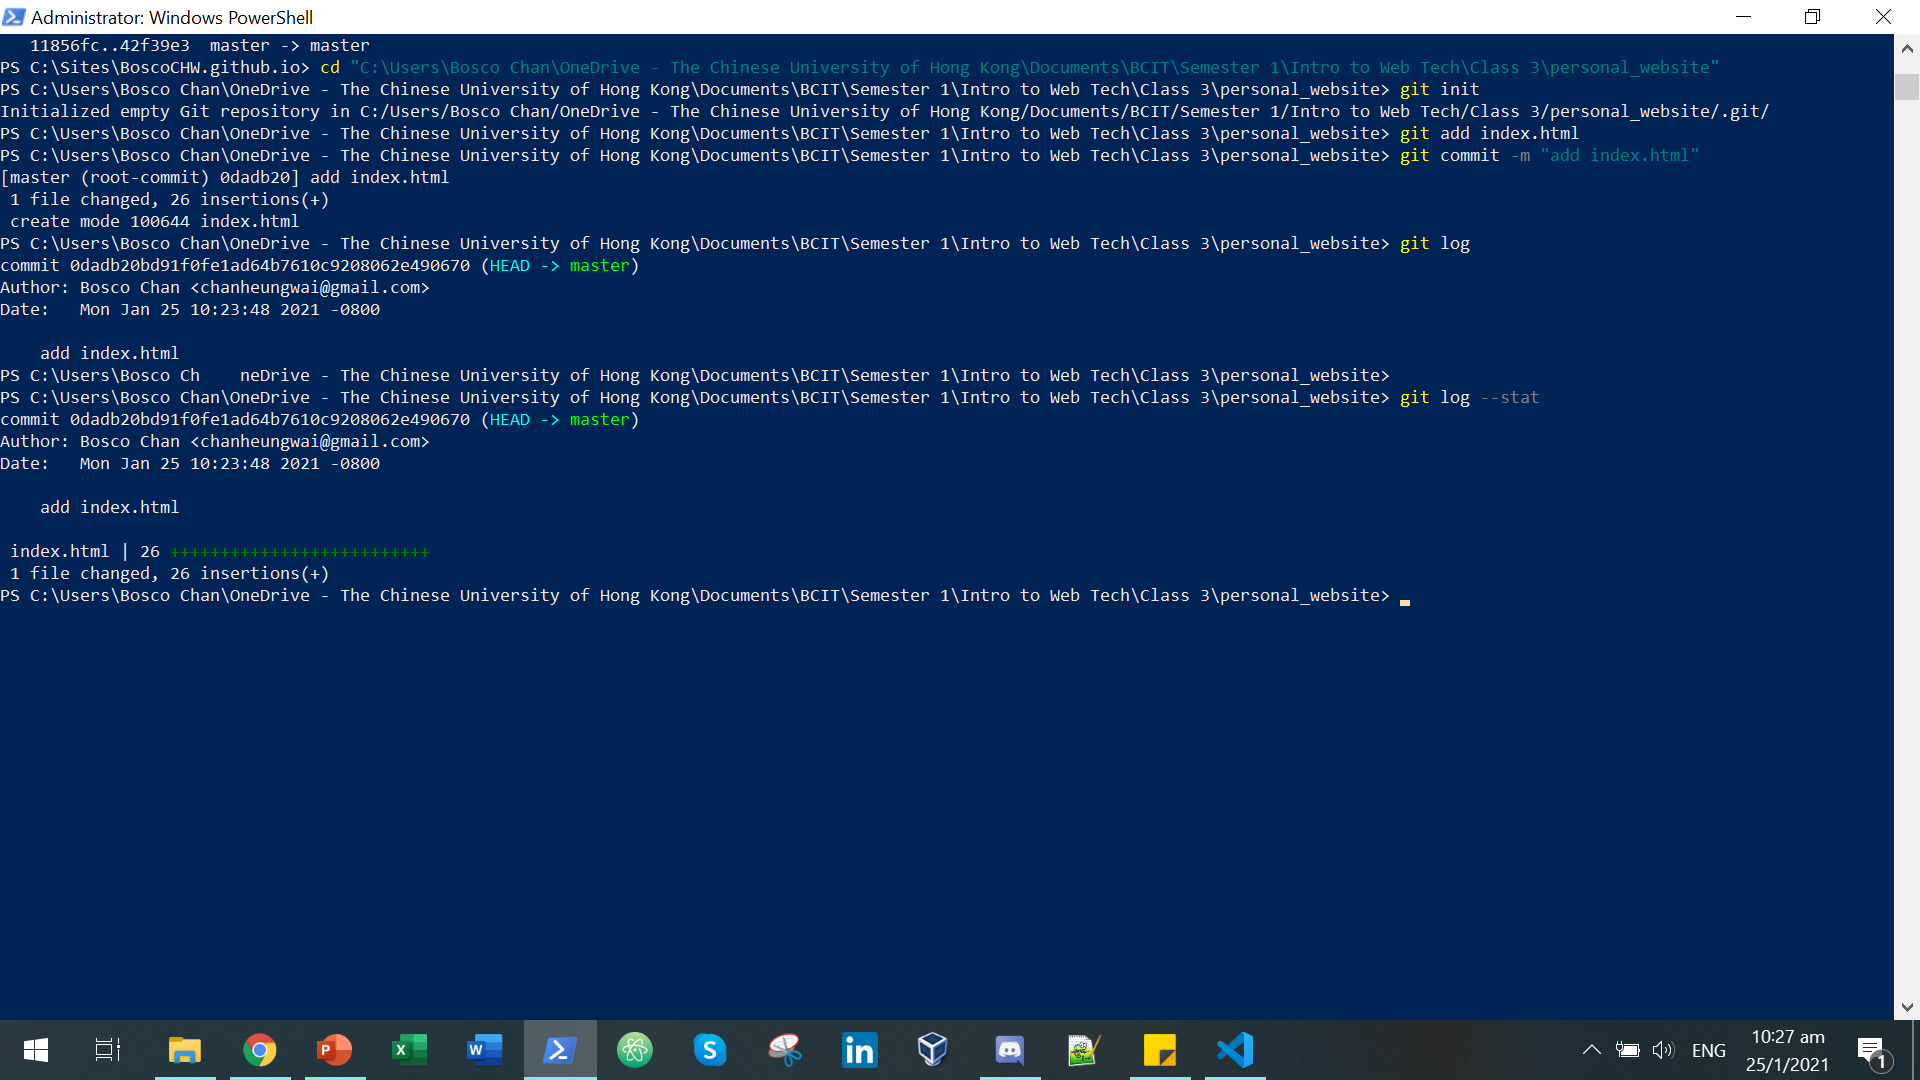 Administrator: Windows PowerShell
   11856fc..42f39e3  master -> master
PS C:\Sites\BoscoCHW.github.io> cd "C:\Users\Bosco Chan\OneDrive - The Chinese University of Hong Kong\Documents\BCIT\Semester 1\Intro to Web Tech\Class 3\personal_website"
PS C:\Users\Bosco Chan\OneDrive - The Chinese University of Hong Kong\Documents\BCIT\Semester 1\Intro to Web Tech\Class 3\personal_website> git init
Initialized empty Git repository in C:/Users/Bosco Chan/OneDrive - The Chinese University of Hong Kong/Documents/BCIT/Semester 1/Intro to Web Tech/Class 3/personal_website/.git/
PS C:\Users\Bosco Chan\OneDrive - The Chinese University of Hong Kong\Documents\BCIT\Semester 1\Intro to Web Tech\Class 3\personal_website> git add index.html
PS C:\Users\Bosco Chan\OneDrive - The Chinese University of Hong Kong\Documents\BCIT\Semester 1\Intro to Web Tech\Class 3\personal_website> git commit -m "add index.html"
[master (root-commit) 0dadb20] add index.html
 1 file changed, 26 insertions(+)
 create mode 100644 index.html
PS C:\Users\Bosco Chan\OneDrive - The Chinese University of Hong Kong\Documents\BCIT\Semester 1\Intro to Web Tech\Class 3\personal_website> git log
commit 0dadb20bd91f0fe1ad64b7610c9208062e490670 (HEAD -> master)
Author: Bosco Chan <chanheungwai@gmail.com>
Date:   Mon Jan 25 10:23:48 2021 -0800

    add index.html
PS C:\Users\Bosco Ch    neDrive - The Chinese University of Hong Kong\Documents\BCIT\Semester 1\Intro to Web Tech\Class 3\personal_website>
PS C:\Users\Bosco Chan\OneDrive - The Chinese University of Hong Kong\Documents\BCIT\Semester 1\Intro to Web Tech\Class 3\personal_website> git log --stat
commit 0dadb20bd91f0fe1ad64b7610c9208062e490670 (HEAD -> master)
Author: Bosco Chan <chanheungwai@gmail.com>
Date:   Mon Jan 25 10:23:48 2021 -0800

    add index.html

 index.html | 26 ++++++++++++++++++++++++++
 1 file changed, 26 insertions(+)
PS C:\Users\Bosco Chan\OneDrive - The Chinese University of Hong Kong\Documents\BCIT\Semester 1\Intro to Web Tech\Class 3\personal_website>
ENG
10:27 am
25/1/2021
1